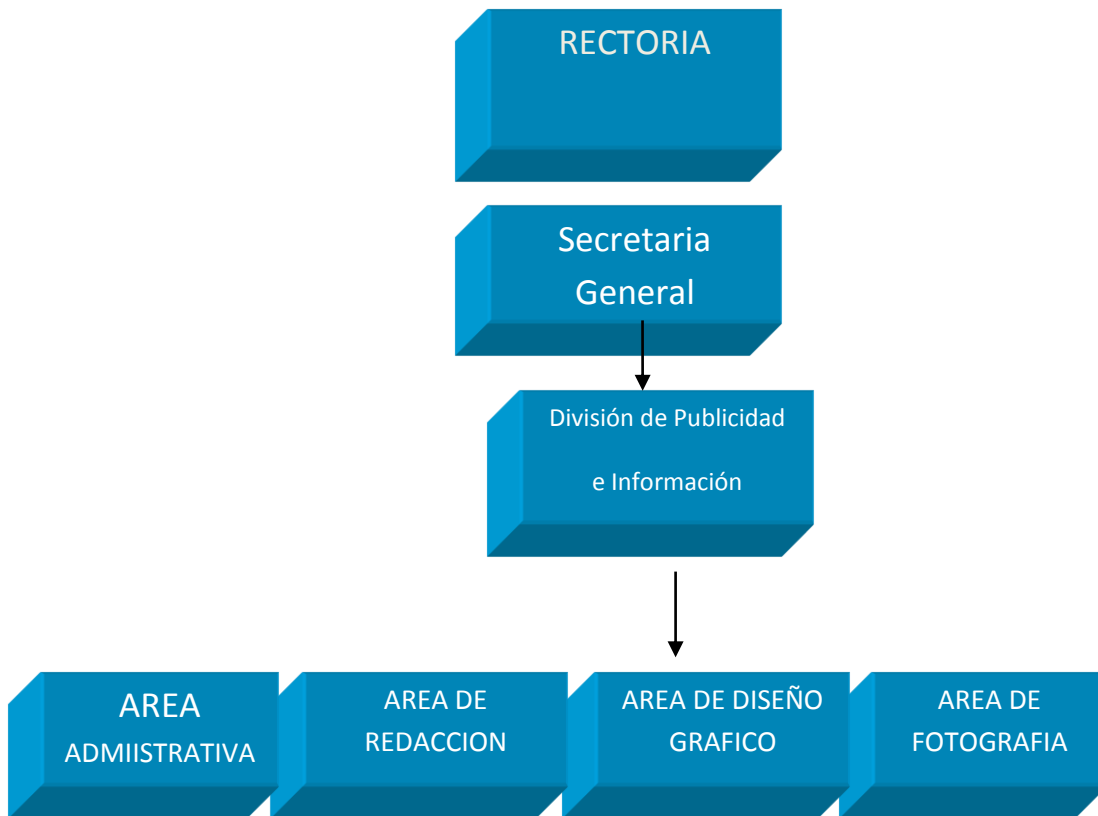 RECTORIA
Secretaria
General
División de Publicidad
e Información
AREA
ADMIISTRATIVA
AREA DE
REDACCION
AREA DE DISEÑO
GRAFICO
AREA DE
FOTOGRAFIA